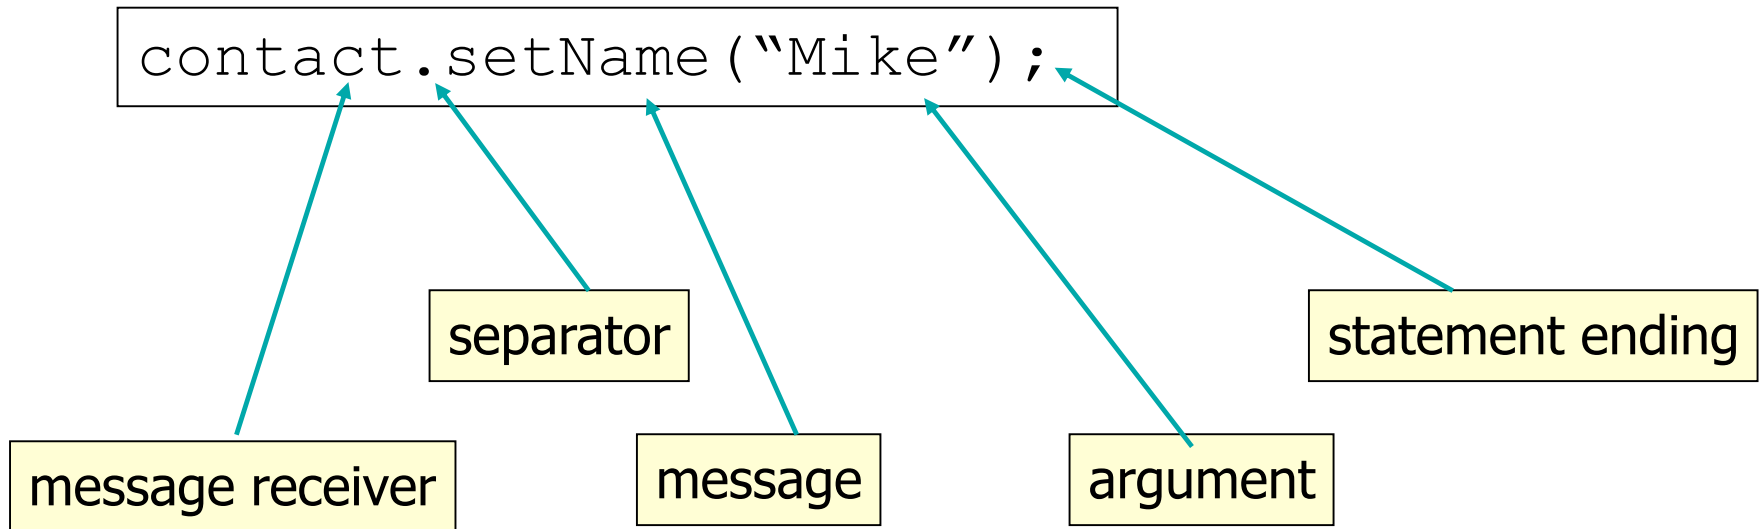 contact.setName(“Mike”);
separator
statement ending
message receiver
message
argument